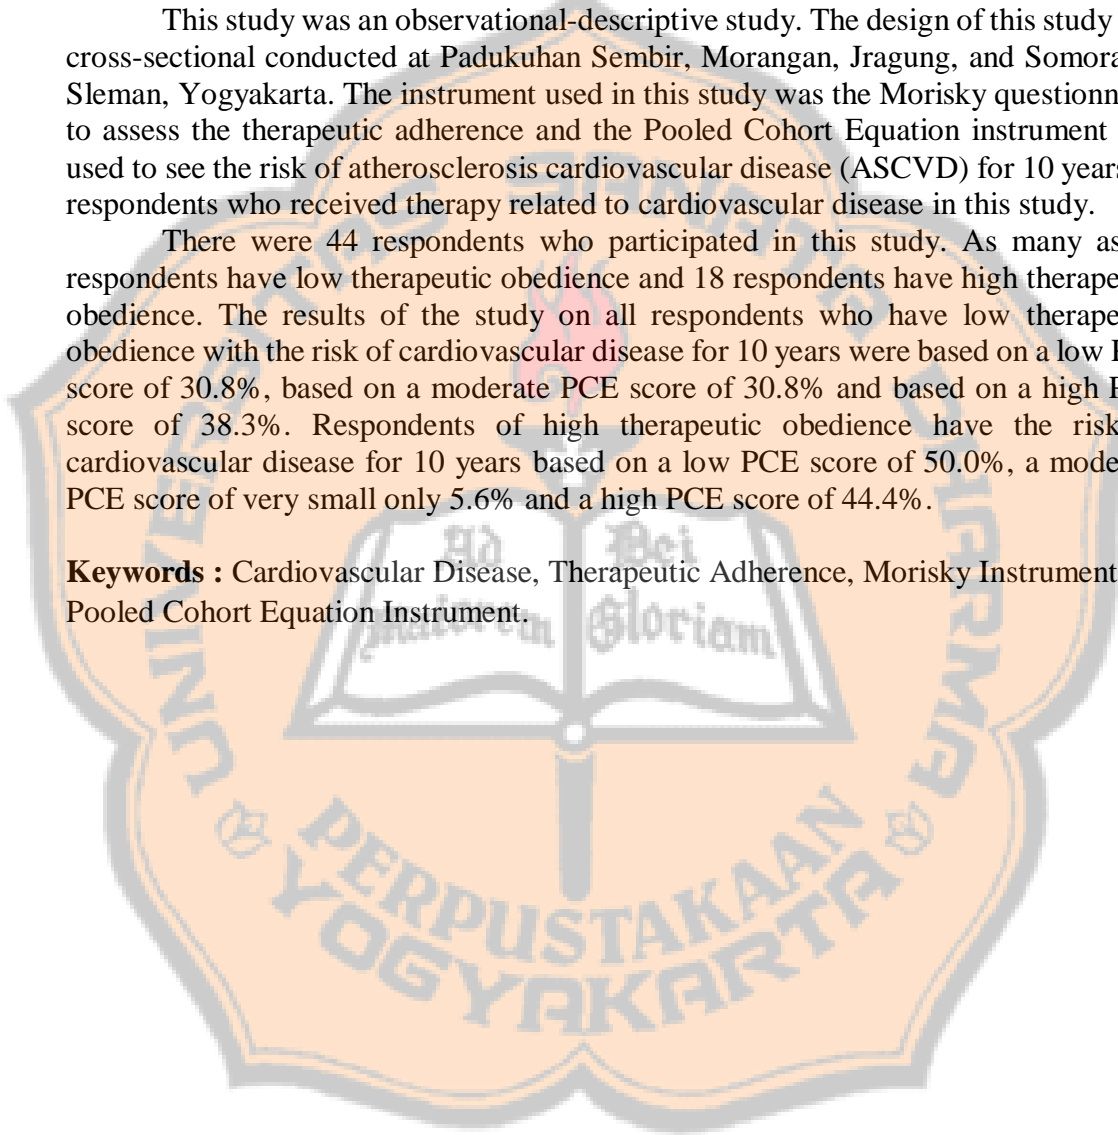 This study was an observational-descriptive study. The design of this study
cross-sectional conducted at Padukuhan Sembir, Morangan, Jragung, and
Sleman, Yogyakarta. The instrument used in this study was the Morisky
to assess the therapeutic adherence and the Pooled Cohort Equation instrument
used to see the risk of atherosclerosis cardiovascular disease (ASCVD) for 10 years
respondents who received therapy related to cardiovascular disease in this study.
There were 44 respondents who participated in this study. As many as
respondents have low therapeutic obedience and 18 respondents have high
obedience. The results of the study on all respondents who have low
obedience with the risk of cardiovascular disease for 10 years were based on a low
score of 30.8%, based on a moderate PCE score of 30.8% and based on a high
score of 38.3%. Respondents of high therapeutic obedience have the risk
cardiovascular disease for 10 years based on a low PCE score of 50.0%, a
PCE score of very small only 5.6% and a high PCE score of 44.4%.
Keywords : Cardiovascular Disease, Therapeutic Adherence, Morisky Instrument
Pooled Cohort Equation Instrument.
UNIVERSITAS SANATA DHARMA
Ad Dei
Maiorem Gloriam
PERPUSTAKAAN
YOGYAKARTA